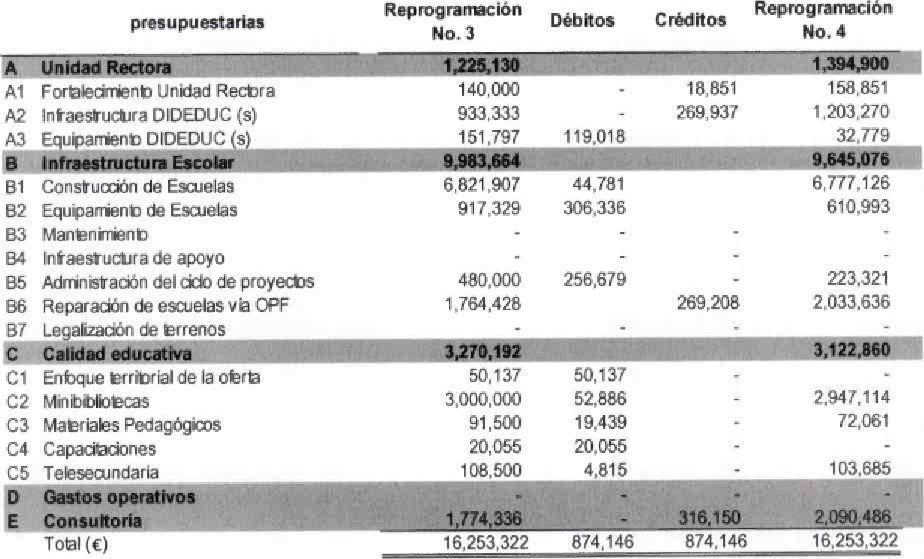 presupuestarias Reprogramación No. 3 Débitos Créditos Reprogramación No. 4
A Unidad Rectora 1,225,130 1,394,900
A1 Fortalecimiento Unidad Rectora 140,000 - 18,851 158,851
A2 Infraestructura DIDEDUC (s) 933,333 269,937 1,203,270
A3 Equipamiento DIDEDUC (s) 151,797 119,018 32,779
B Infraestructura Escolar 9,983,664 9,645,076
B1 Construcción de Escuelas 6,821,907 44,781 6,777,126
B2 Equipamiento de Escuelas 917,329 306,336 610,993
B3 Mantenimiento - - - -
B4 Infraestructura de apoyo - - - -
B5 Administración del ciclo de proyectos 480,000 256,679 - 223,321
B6 Reparación de escuelas vía OPF 1,764,428 269,208 2,033,636
B7 Legalización de terrenos - - - -
C Calidad educativa 3,270,192 3,122,860
C1 Enfoque territorial de la oferta 50,137 50,137 - -
C2 Minibibliotecas 3,000,000 52,886 - 2,947,114
C3 Materiales Pedagógicos 91,500 19,439 - 72,061
C4 Capacitaciones 20,055 20,055 - -
C5 Telesecundaria 108,500 4,815 - 103,685
D Gastos operativos - - - -
E Consultoría 1,774,336 - 316,150 2,090,486
Total (€) 16,253,322 874,146 874,146 16,253,322